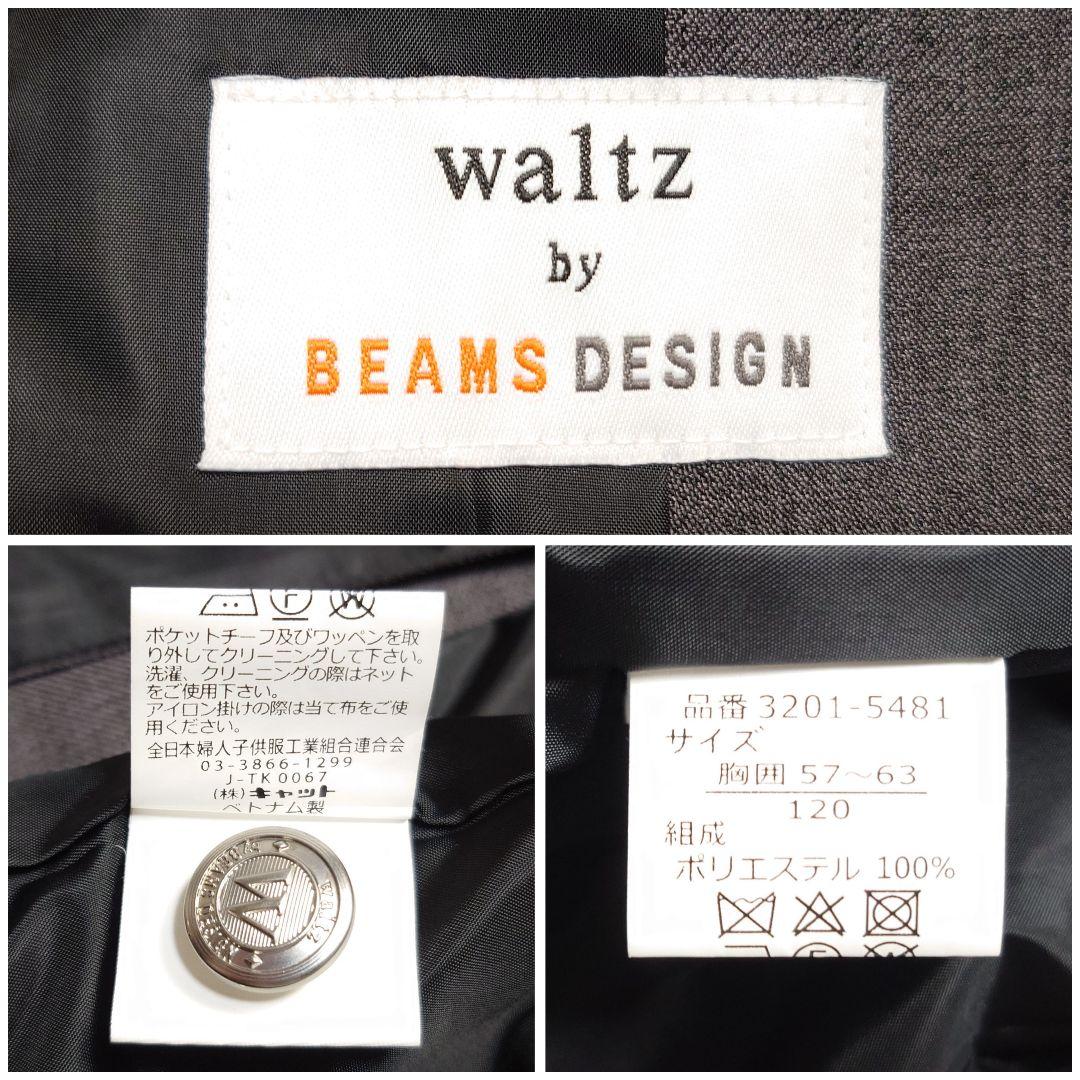 waltz
by
BEAMS DESIGN
F W
ポケットチーフ及びワッペンを取
り外してクリーニングして下さい。
洗濯、クリーニングの際はネット
をご使用下さい。
アイロン掛けの際は当て布をご使
用ください。
全日本婦人子供服工業組合連合会
03-3866-1299
J-TK0067
(株)キャット
ベトナム製
W
waltz
by BEAMS DESIGN
品番 3201-5481
サイズ
胸囲 57〜63
120
組成
ポリエステル 100%